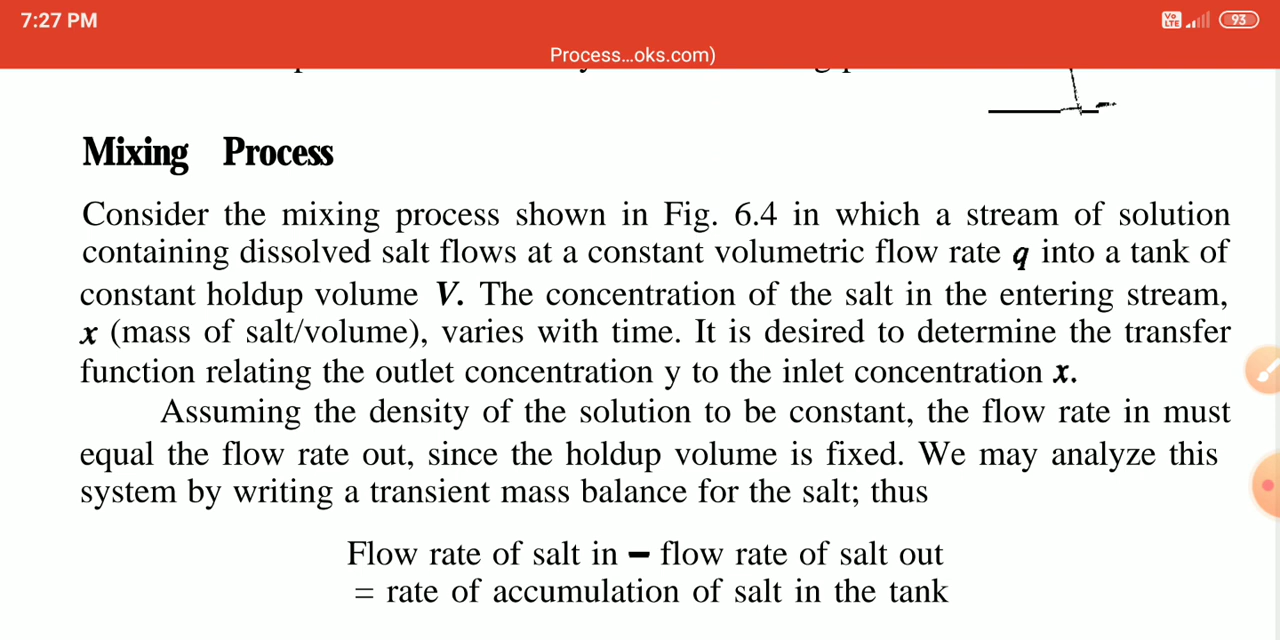 7:27 PM
Vo LTE
93
Process...oks.com)
Mixing Process
Consider the mixing process shown in Fig. 6.4 in which a stream of solution
containing dissolved salt flows at a constant volumetric flow rate q into a tank of
constant holdup volume V. The concentration of the salt in the entering stream,
x (mass of salt/volume), varies with time. It is desired to determine the transfer
function relating the outlet concentration y to the inlet concentration x.
Assuming the density of the solution to be constant, the flow rate in must
equal the flow rate out, since the holdup volume is fixed. We may analyze this
system by writing a transient mass balance for the salt; thus
Flow rate of salt in – flow rate of salt out
= rate of accumulation of salt in the tank